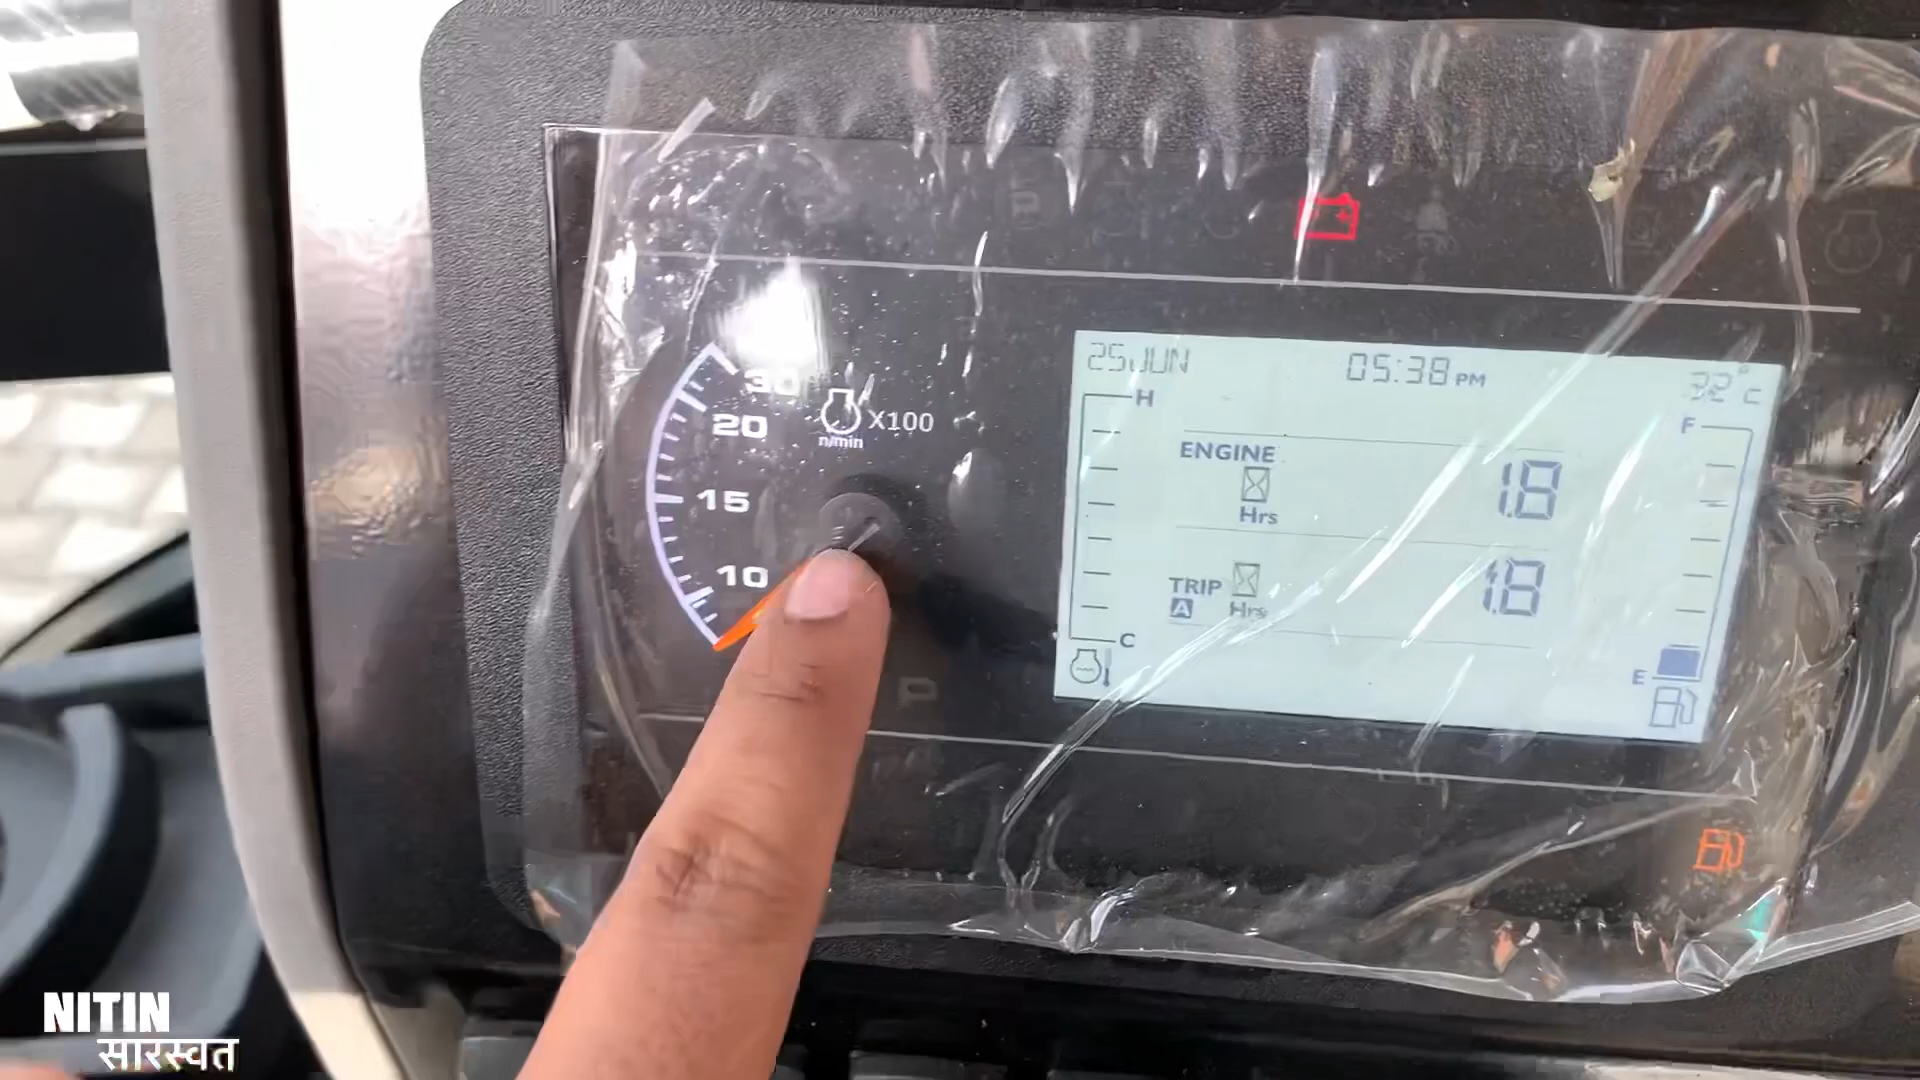 25JUN 05:38 PM 32°C
H
F
30
20
X100
n/min
ENGINE
1.8
Hrs
15
10
TRIP
A
Hrs
1.8
C
E
P
P
NITIN
सारस्वत